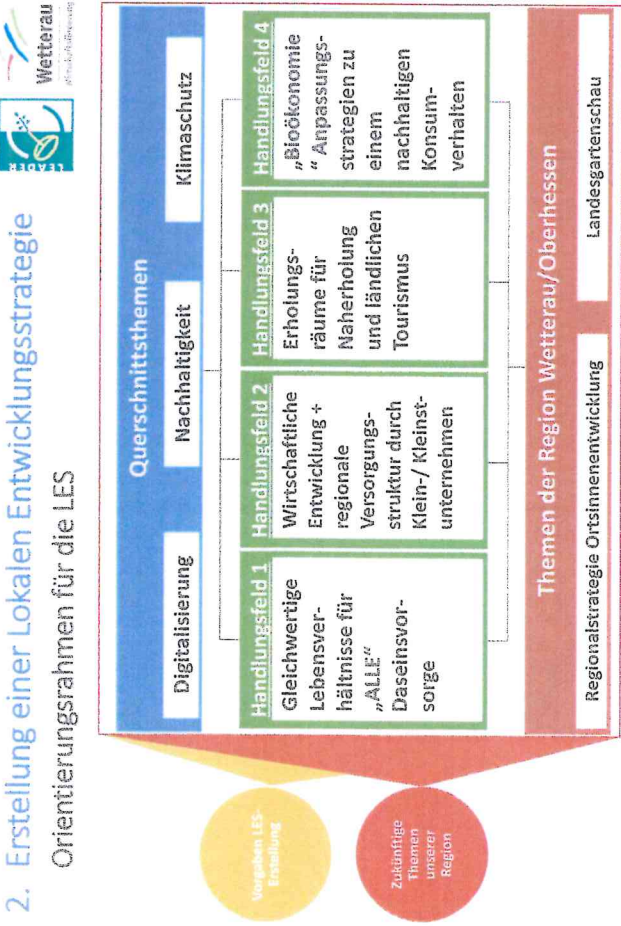 2. Erstellung einer Lokalen Entwicklungsstrategie
Orientierungsrahmen für die LES
LEADER
Wetterau
Wirtschaftsförderung
Vorgaben LES-
Erstellung
Zukünftige
Themen
unserer
Region
Querschnittsthemen
Digitalisierung
Nachhaltigkeit
Klimaschutz
Handlungsfeld 1
Gleichwertige
Lebensver-
hältnisse für
„ALLE“
Daseinsvor-
sorge
Handlungsfeld 2
Wirtschaftliche
Entwicklung +
regionale
Versorgungs-
struktur durch
Klein-/ Kleinst-
unternehmen
Handlungsfeld 3
Erholungs-
räume für
Naherholung
und ländlichen
Tourismus
Handlungsfeld 4
„Bioökonomie
“ Anpassungs-
strategien zu
einem
nachhaltigen
Konsum-
verhalten
Themen der Region Wetterau/Oberhessen
Regionalstrategie Ortsinnenentwicklung
Landesgartenschau